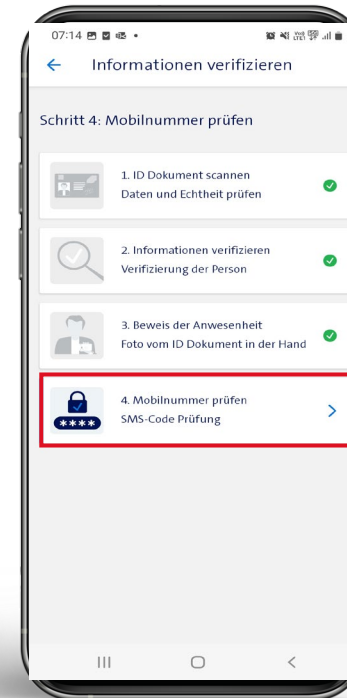 07:14
Informationen verifizieren
Schritt 4: Mobilnummer prüfen
1. ID Dokument scannen
Daten und Echtheit prüfen
2. Informationen verifizieren
Verifizierung der Person
3. Beweis der Anwesenheit
Foto vom ID Dokument in der Hand
4. Mobilnummer prüfen
SMS-Code Prüfung
****